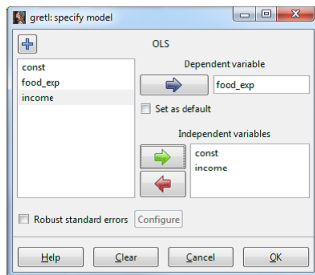 gretl: specify model
OLS
const
food_exp
income
Dependent variable
food_exp
Set as default
Independent variables
const
income
Robust standard errors
Configure
Help
Clear
Cancel
OK